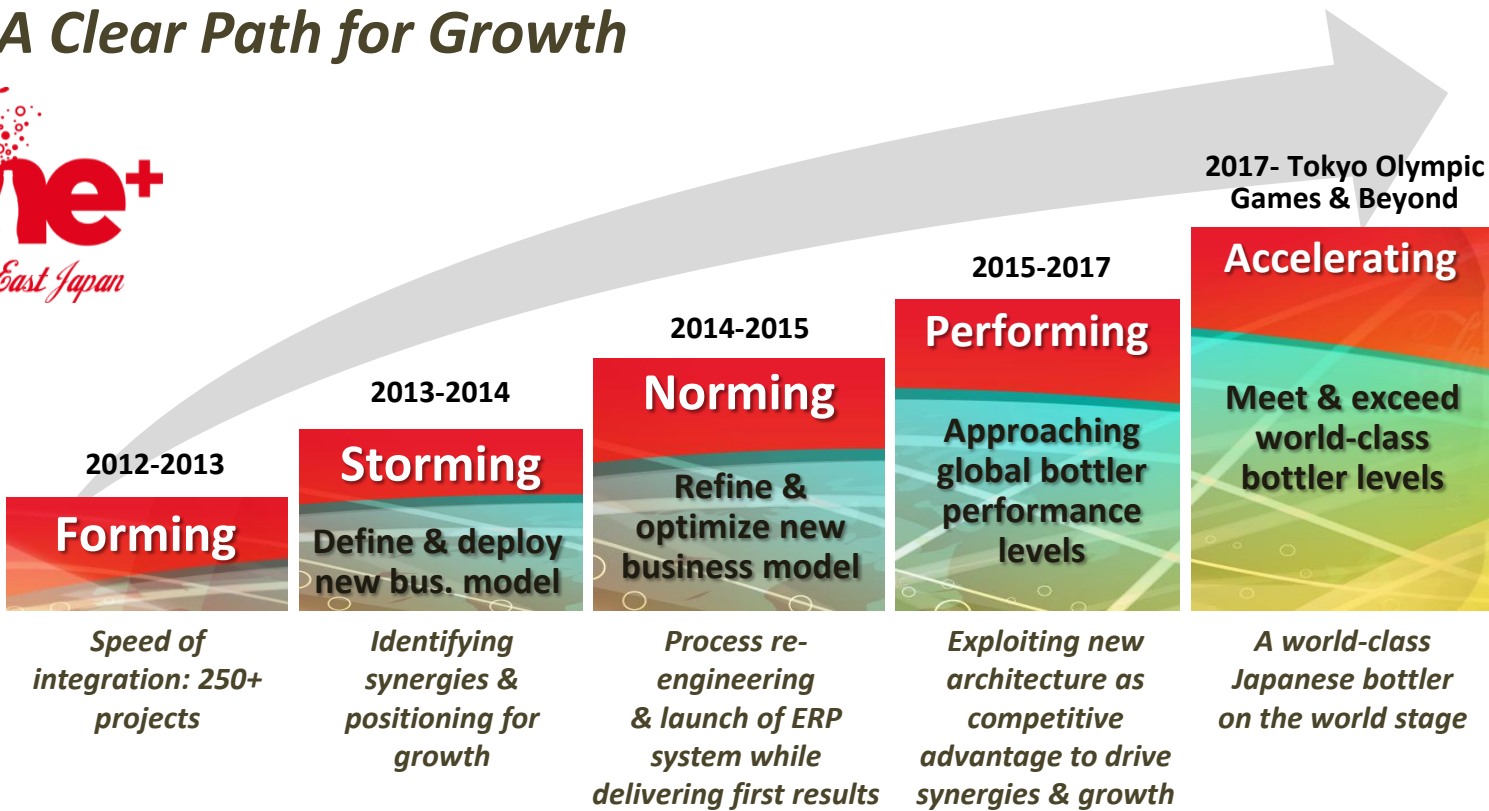 A Clear Path for Growth
ne+
East Japan
2012-2013
Forming
Speed of
integration: 250+
projects
2013-2014
Storming
Define & deploy
new bus. model
Identifying
synergies &
positioning for
growth
2014-2015
Norming
Refine &
optimize new
business model
Process re-
engineering
& launch of ERP
system while
delivering first results
2015-2017
Performing
Approaching
global bottler
performance
levels
Exploiting new
architecture as
competitive
advantage to drive
synergies & growth
2017- Tokyo Olympic
Games & Beyond
Accelerating
Meet & exceed
world-class
bottler levels
A world-class
Japanese bottler
on the world stage